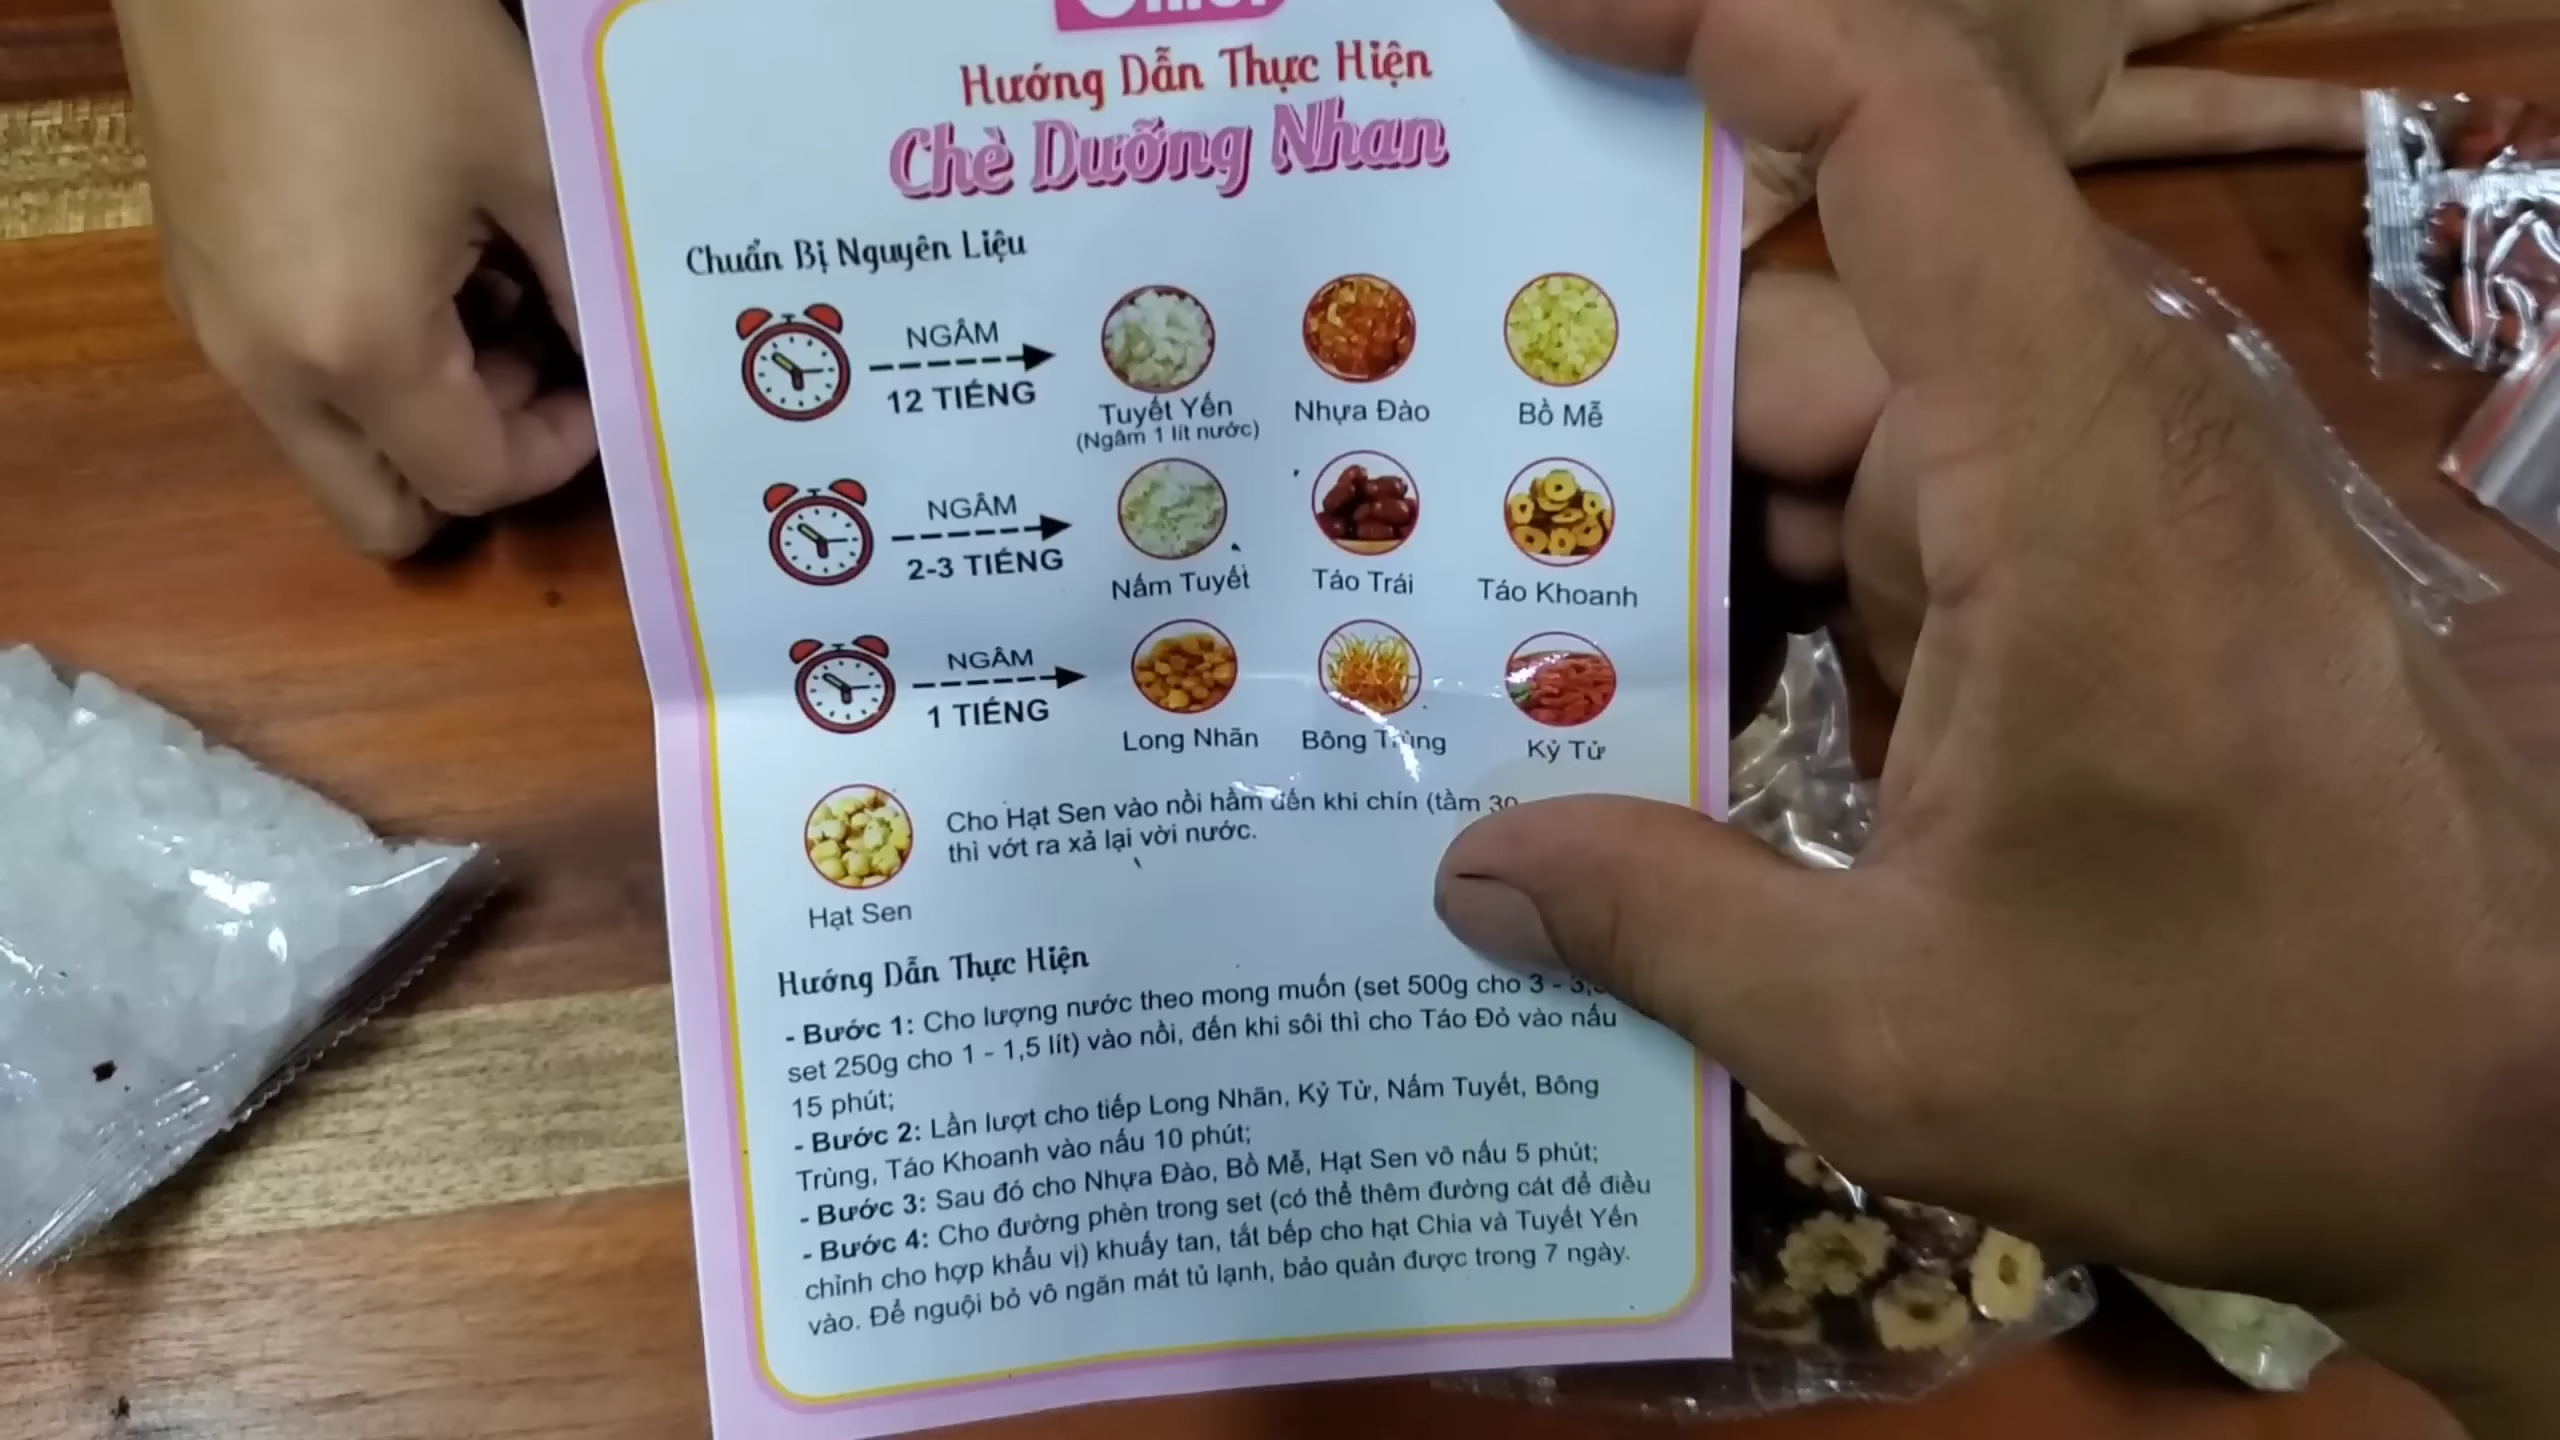 Hướng Dẫn Thực Hiện
Chè Dưỡng Nhan
Chuẩn Bị Nguyên Liệu
NGÂM
12 TIẾNG
Tuyết Yến
(Ngâm 1 lít nước)
Nhựa Đào
Bồ Mễ
NGÂM
2-3 TIẾNG
Nấm Tuyết
Táo Trái
Táo Khoanh
NGÂM
1 TIẾNG
Long Nhãn
Bông Trùng
Kỷ Tử
Hạt Sen
Cho Hạt Sen vào nồi hầm đến khi chín (tầm 30
thì vớt ra xả lại vời nước.
Hướng Dẫn Thực Hiện
- Bước 1: Cho lượng nước theo mong muốn (set 500g cho 3 -
set 250g cho 1 - 1,5 lít) vào nồi, đến khi sôi thì cho Táo Đỏ vào nấu
15 phút;
- Bước 2: Lần lượt cho tiếp Long Nhãn, Kỷ Tử, Nấm Tuyết, Bông
Trùng, Táo Khoanh vào nấu 10 phút;
- Bước 3: Sau đó cho Nhựa Đào, Bồ Mễ, Hạt Sen vô nấu 5 phút;
- Bước 4: Cho đường phèn trong set (có thể thêm đường cát để điều
chỉnh cho hợp khẩu vị) khuấy tan, tắt bếp cho hạt Chia và Tuyết Yến
vào. Để nguội bỏ vô ngăn mát tủ lạnh, bảo quản được trong 7 ngày.